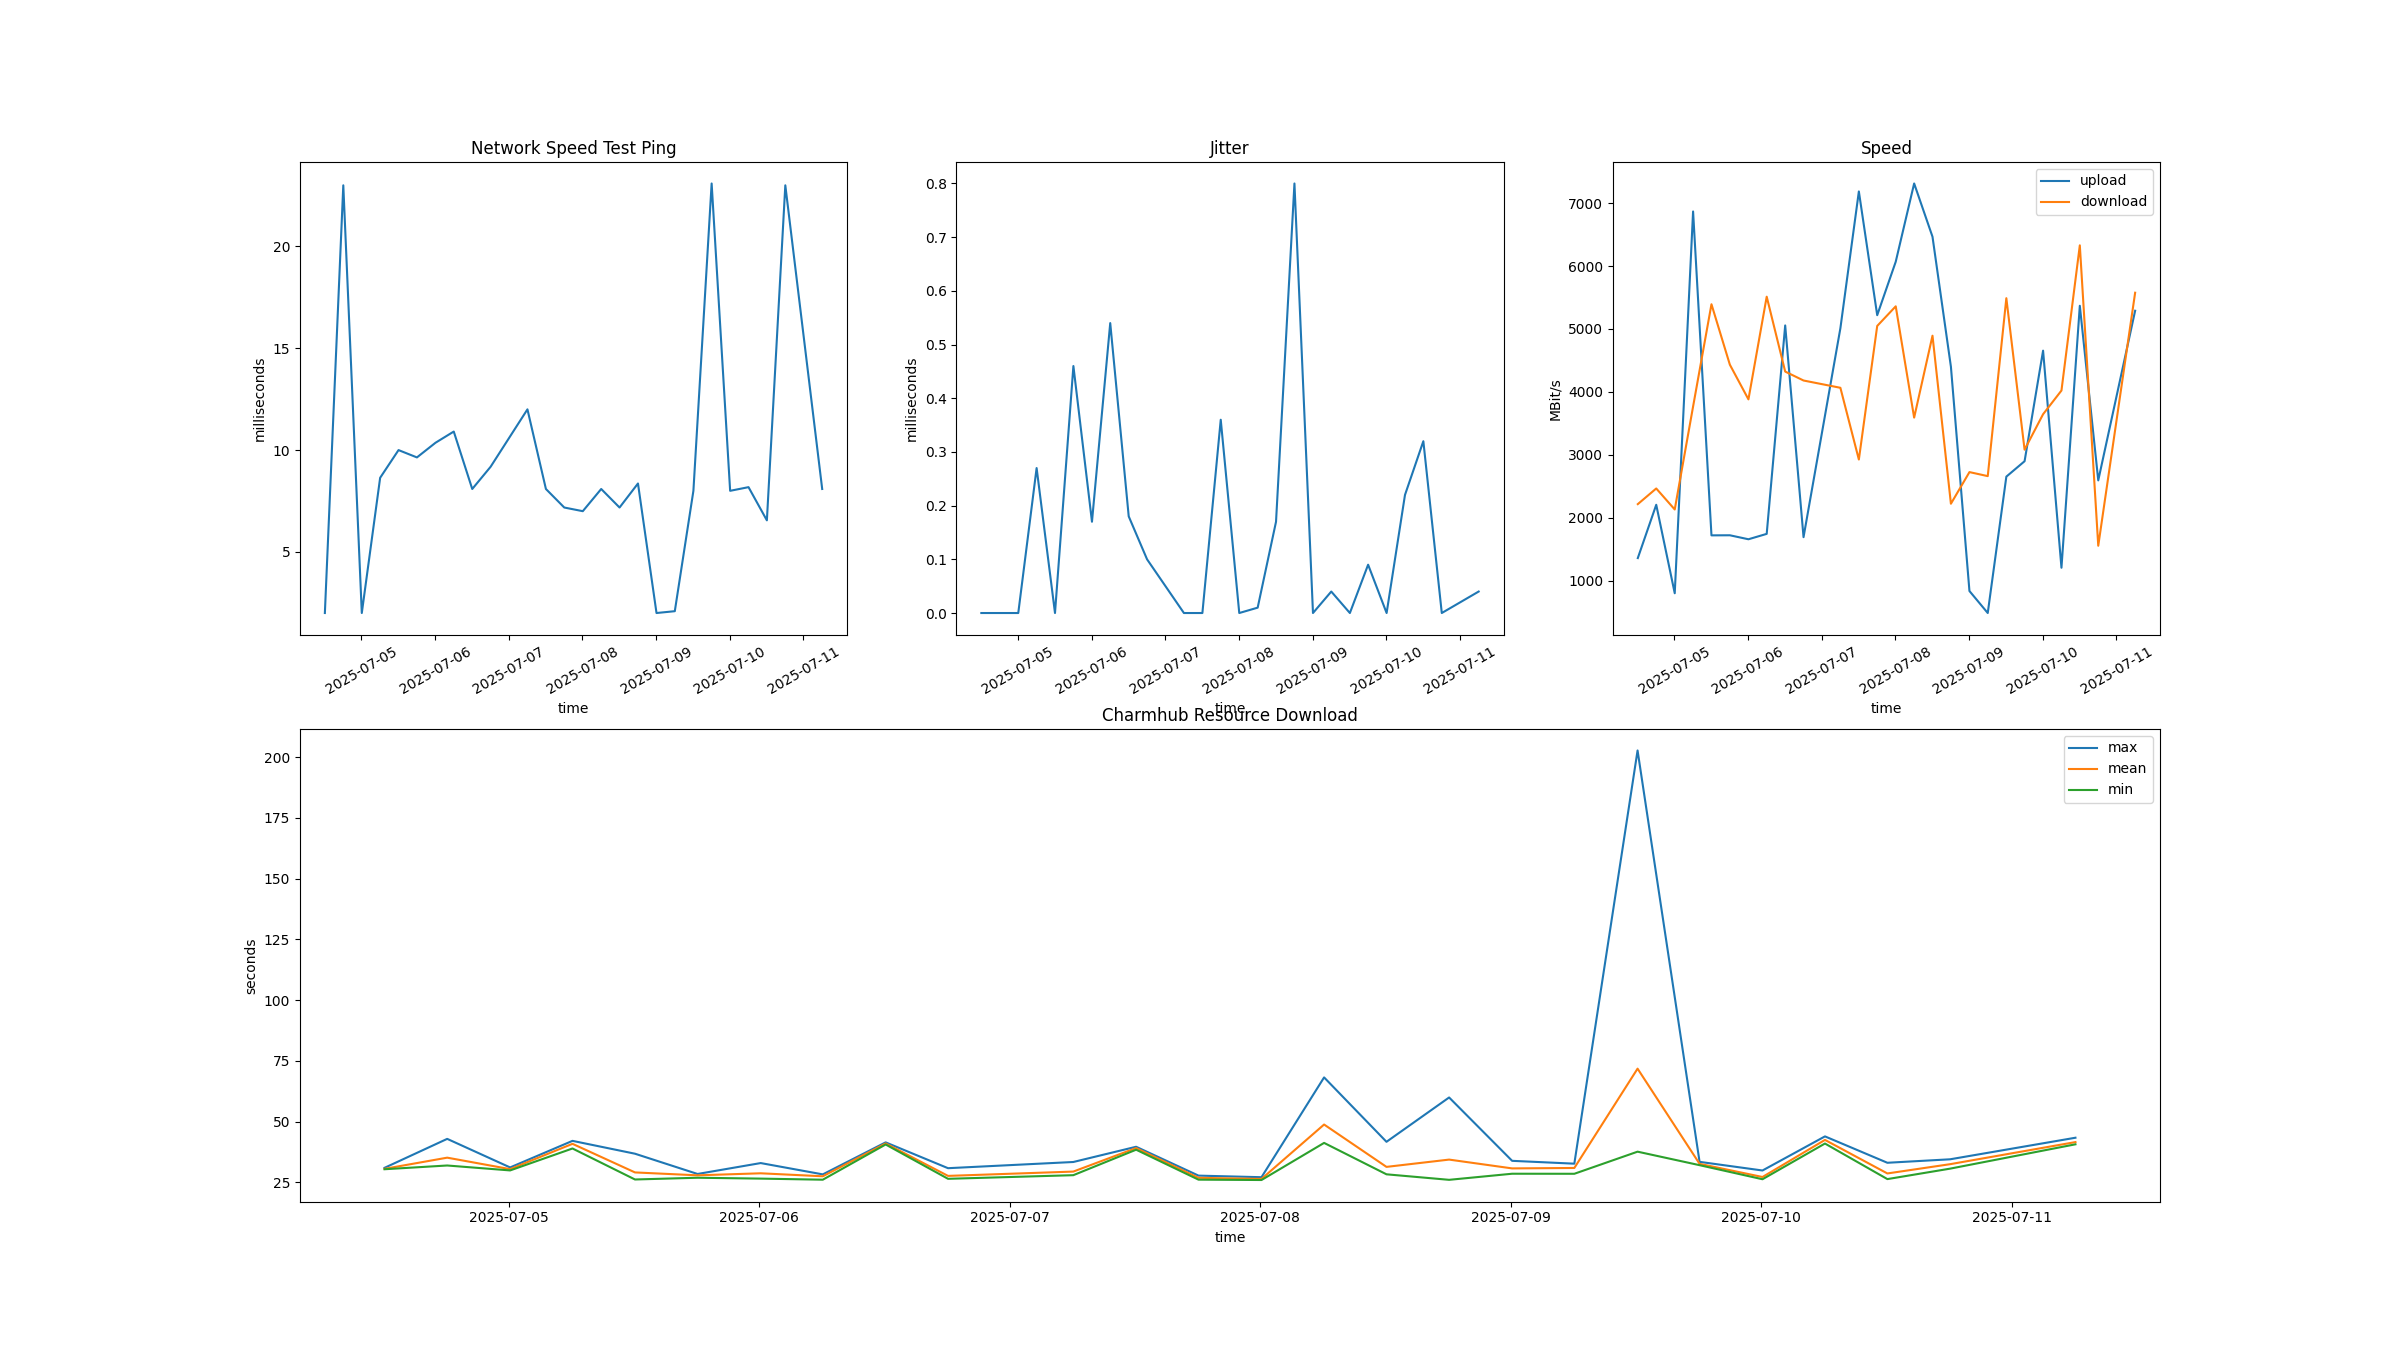 Network Speed Test Ping
milliseconds
20
15
10
5
2025-07-05 2025-07-06 2025-07-07 2025-07-08 2025-07-09 2025-07-10 2025-07-11
time
Jitter
milliseconds
0.8
0.7
0.6
0.5
0.4
0.3
0.2
0.1
0.0
2025-07-05 2025-07-06 2025-07-07 2025-07-08 2025-07-09 2025-07-10 2025-07-11
time
Speed
MBit/s
upload
download
7000
6000
5000
4000
3000
2000
1000
2025-07-05 2025-07-06 2025-07-07 2025-07-08 2025-07-09 2025-07-10 2025-07-11
time
Charmhub Resource Download
seconds
max
mean
min
200
175
150
125
100
75
50
25
2025-07-05 2025-07-06 2025-07-07 2025-07-08 2025-07-09 2025-07-10 2025-07-11
time